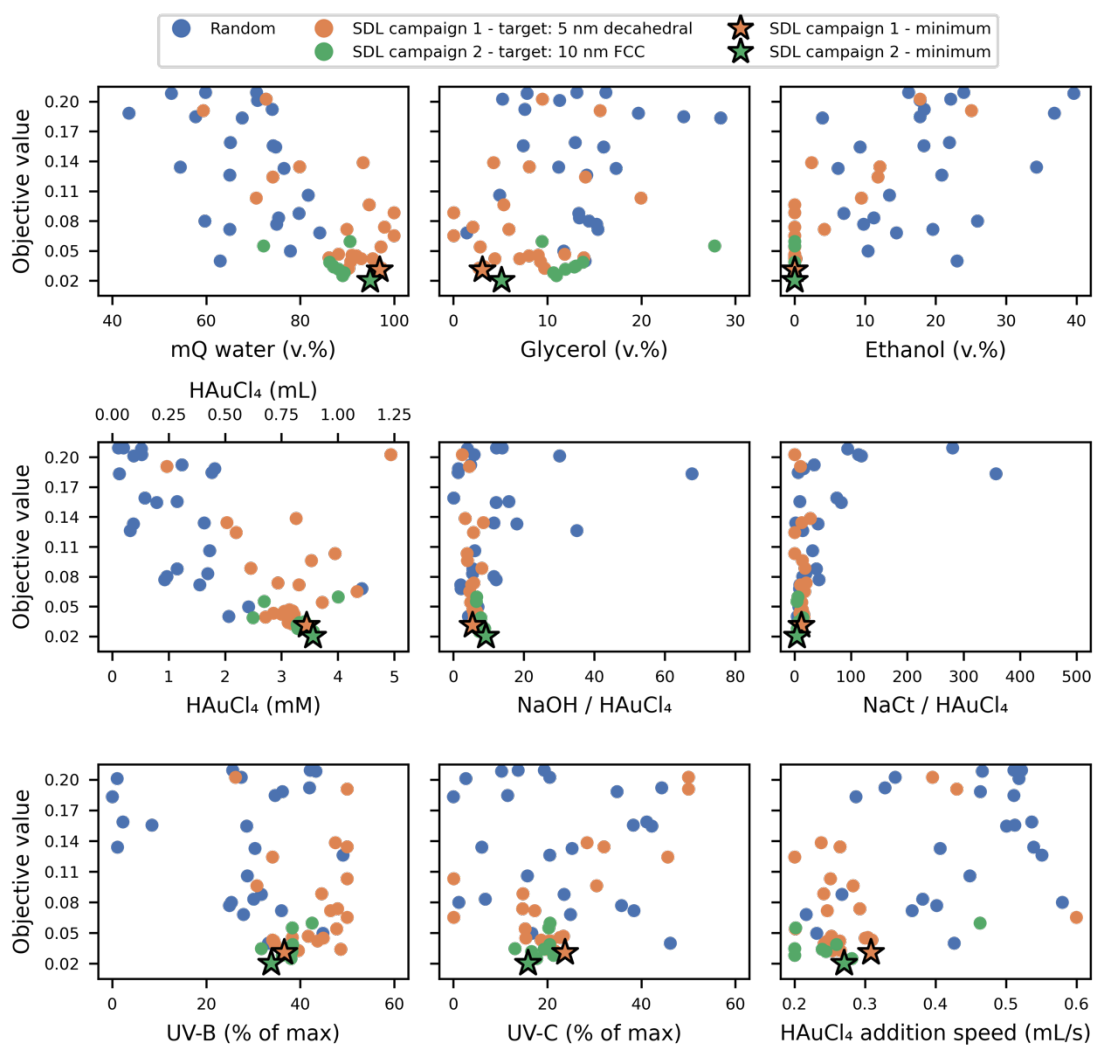 Random
SDL campaign 1 - target: 5 nm decahedral
SDL campaign 1 - minimum
SDL campaign 2 - target: 10 nm FCC
SDL campaign 2 - minimum
Objective value
0.20
0.17
0.14
0.11
0.08
0.05
0.02
40 60 80 100
mQ water (v.%)
0 10 20 30
Glycerol (v.%)
0 10 20 30 40
Ethanol (v.%)
HAuCl₄ (mL)
0.00 0.25 0.50 0.75 1.00 1.25
Objective value
0.20
0.17
0.14
0.11
0.08
0.05
0.02
0 1 2 3 4 5
HAuCl₄ (mM)
0 20 40 60 80
NaOH / HAuCl₄
0 100 200 300 400 500
NaCt / HAuCl₄
Objective value
0.20
0.17
0.14
0.11
0.08
0.05
0.02
0 20 40 60
UV-B (% of max)
0 20 40 60
UV-C (% of max)
0.2 0.3 0.4 0.5 0.6
HAuCl₄ addition speed (mL/s)